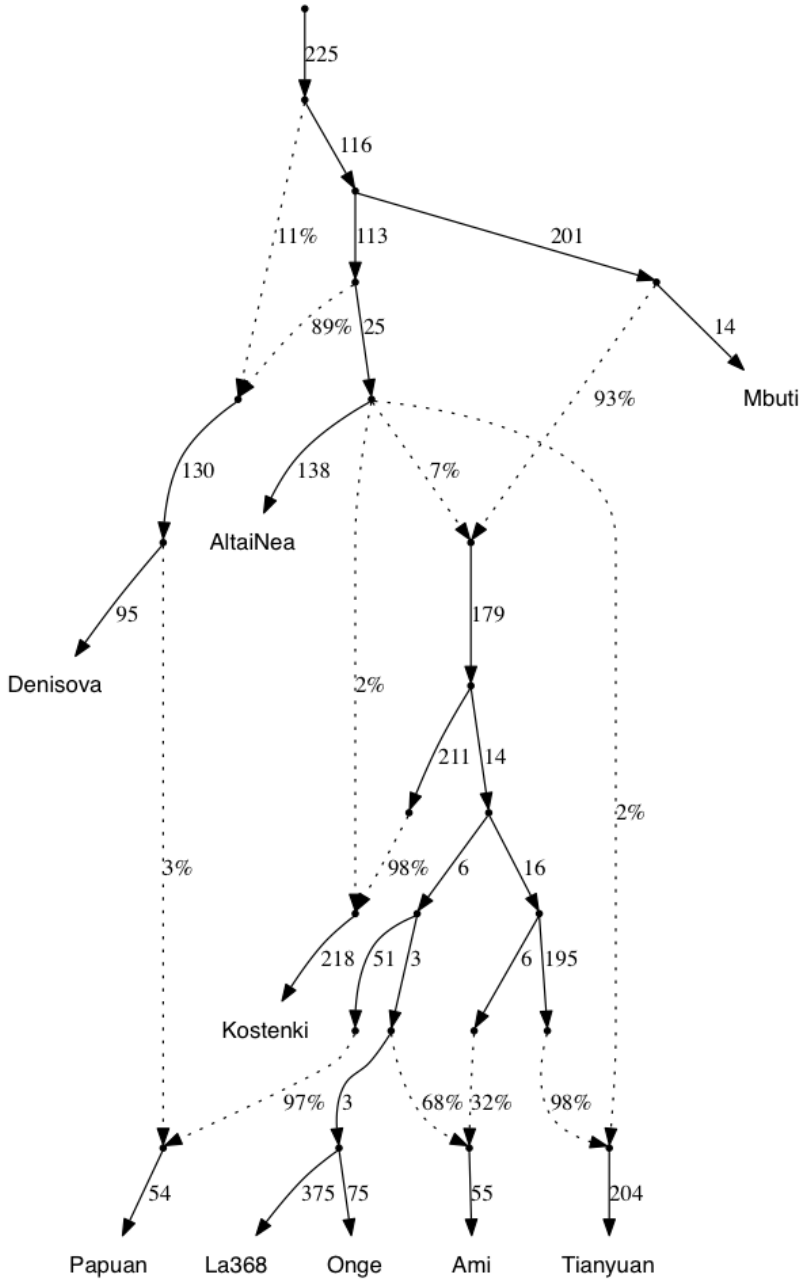 225
116
11% 113 201
89% 25 14
93% Mbuti
130 138 7%
AltaiNea
95 179
Denisova 2%
211 14
2%
3% 98% 6 16
218 51 3 6 195
Kostenki
97% 3 68% 32% 98%
54 375 75 55 204
Papuan La368 Onge Ami Tianyuan